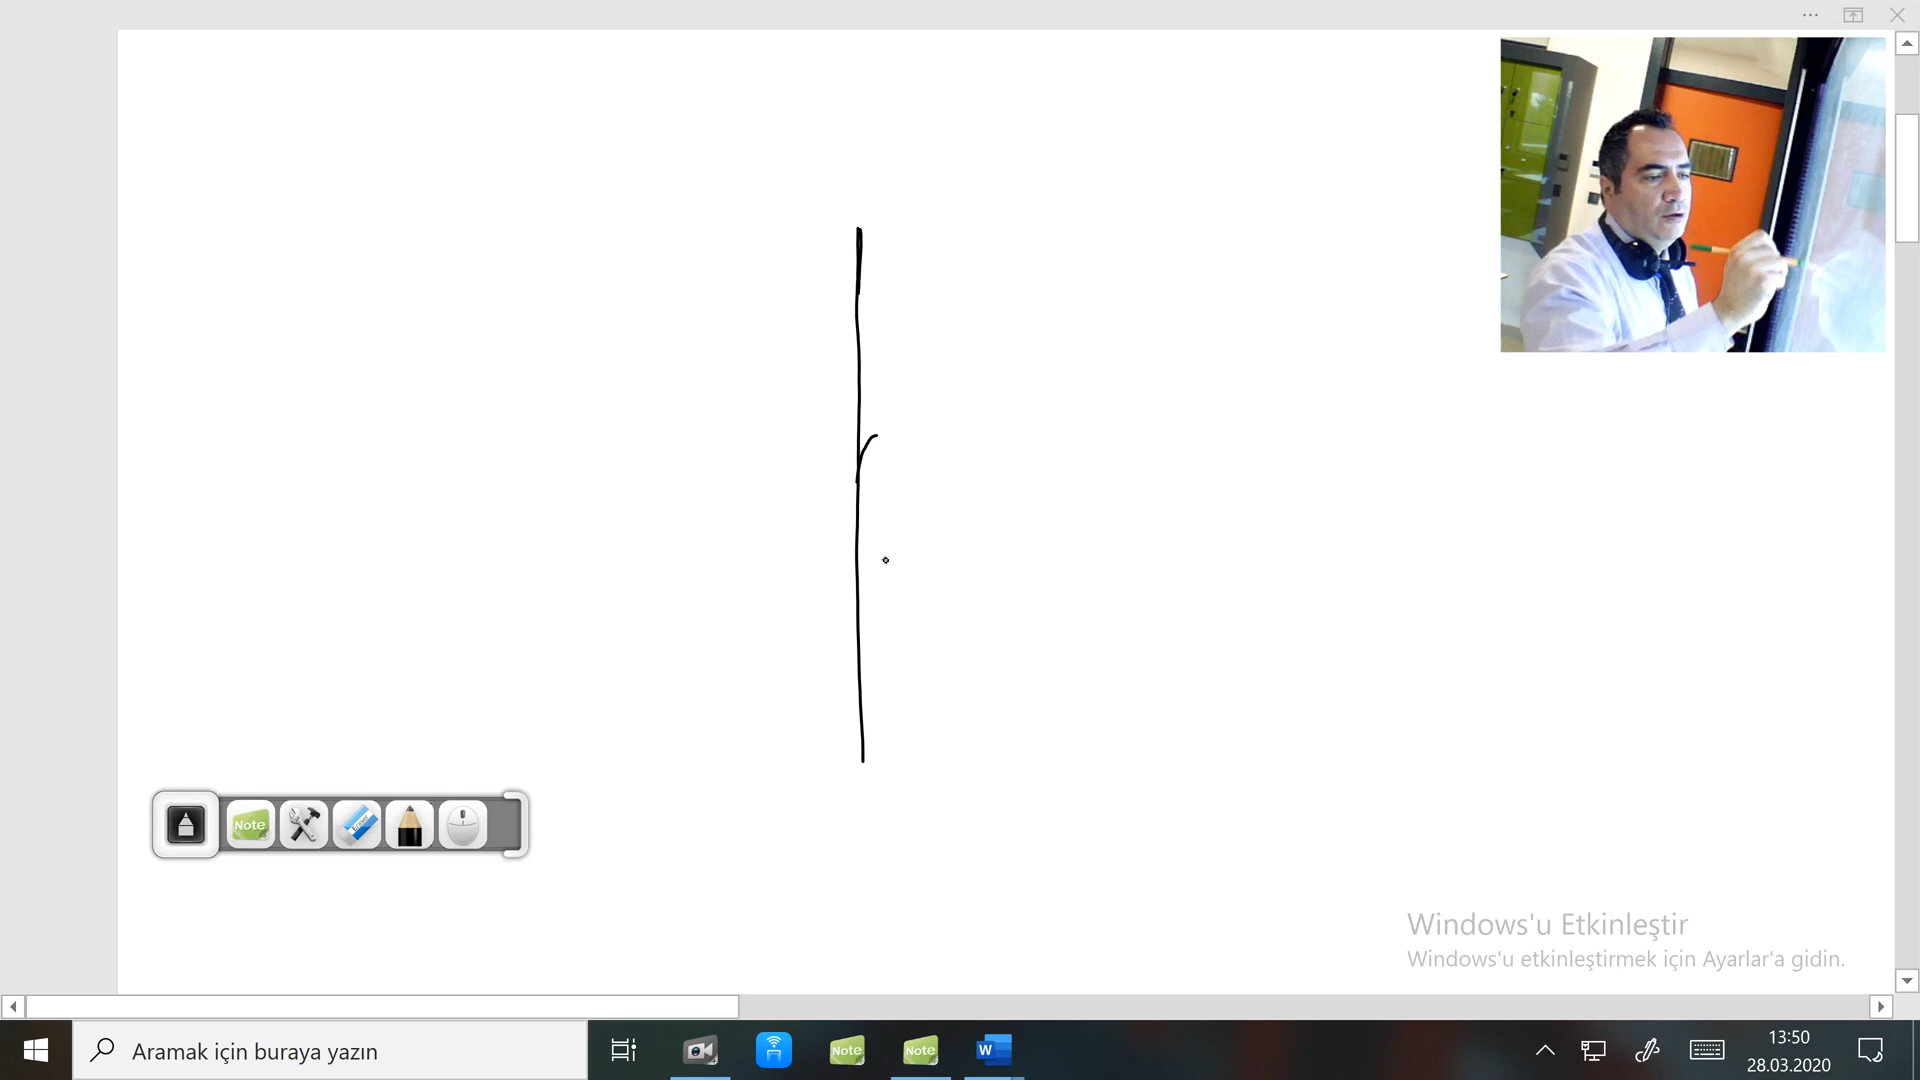 Note
Eraser
Windows'u Etkinleştir
Windows'u etkinleştirmek için Ayarlar'a gidin.
Aramak için buraya yazın
Note
Note
W
13:50
28.03.2020